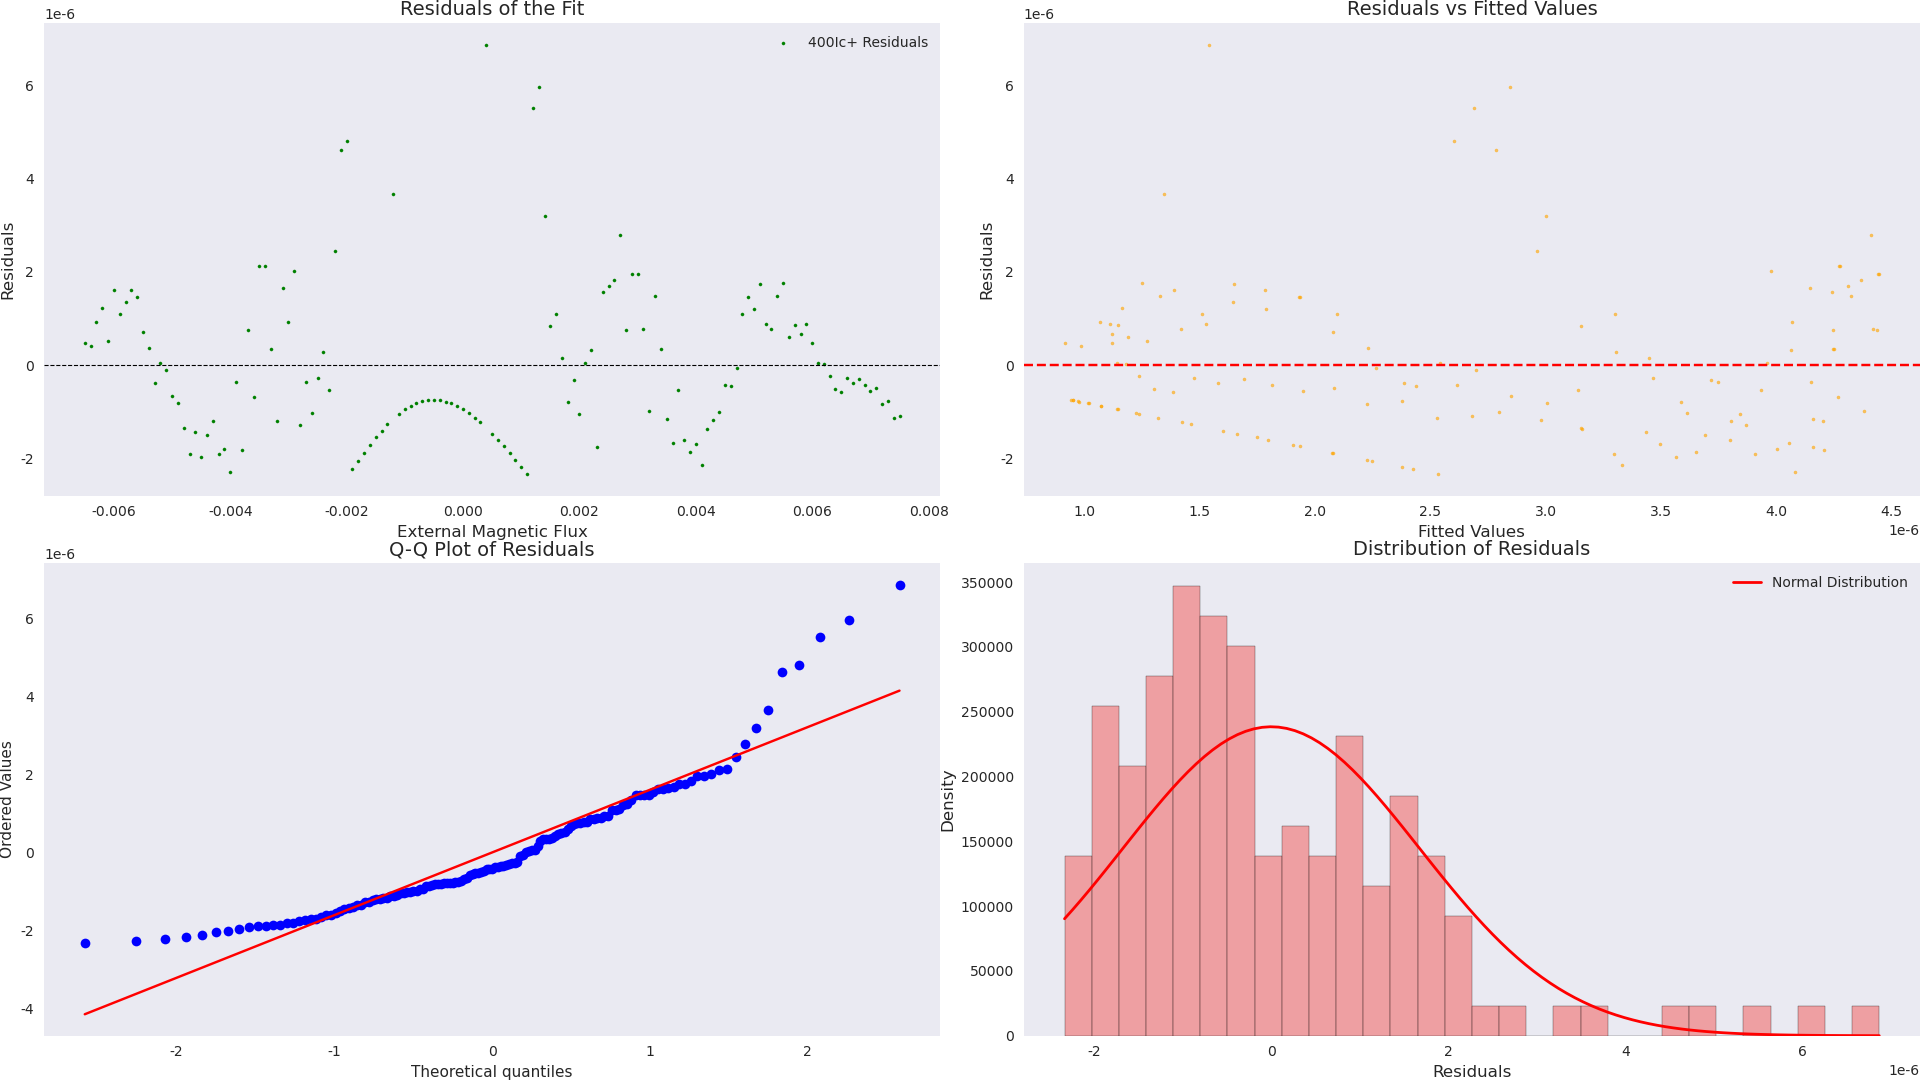 Residuals of the Fit
1e-6
400Ic+ Residuals
Residuals
6
4
2
0
-2
-0.006 -0.004 -0.002 0.000 0.002 0.004 0.006 0.008
External Magnetic Flux
Residuals vs Fitted Values
1e-6
Residuals
6
4
2
0
-2
1.0 1.5 2.0 2.5 3.0 3.5 4.0 4.5
Fitted Values
1e-6
Q-Q Plot of Residuals
1e-6
Ordered Values
6
4
2
0
-2
-4
-2 -1 0 1 2
Theoretical quantiles
Distribution of Residuals
Normal Distribution
Density
350000
300000
250000
200000
150000
100000
50000
0
-2 0 2 4 6
Residuals
1e-6